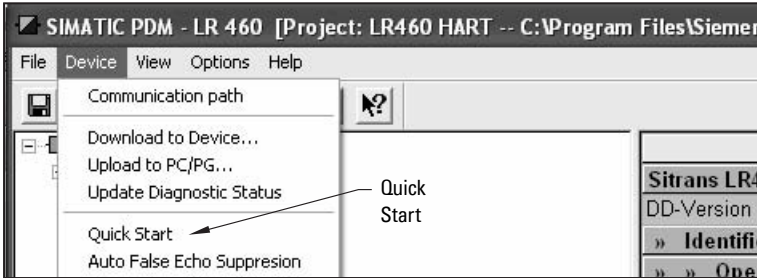 SIMATIC PDM - LR 460 [Project: LR460 HART -- C:\Program Files\Siemen
File Device View Options Help
Communication path
Download to Device...
Upload to PC/PG...
Update Diagnostic Status
Quick Start
Auto False Echo Suppresion
Quick
Start
Sitrans LR4
DD-Version
» Identifi
» » Ope